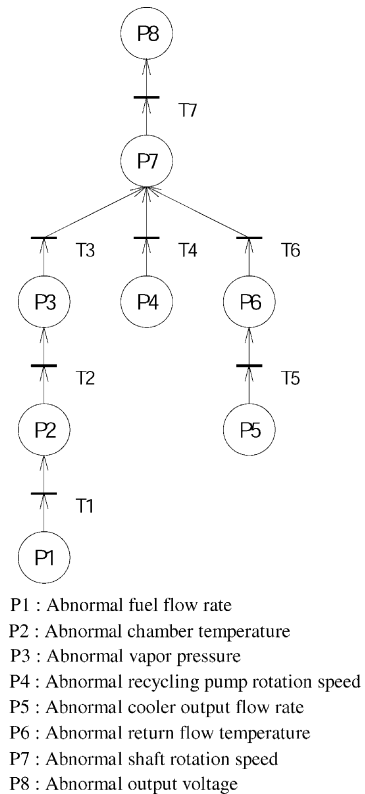 P8
T7
P7
T3 T4 T6
P3 P4 P6
T2 T5
P2 P5
T1
P1
P1 : Abnormal fuel flow rate
P2 : Abnormal chamber temperature
P3 : Abnormal vapor pressure
P4 : Abnormal recycling pump rotation speed
P5 : Abnormal cooler output flow rate
P6 : Abnormal return flow temperature
P7 : Abnormal shaft rotation speed
P8 : Abnormal output voltage